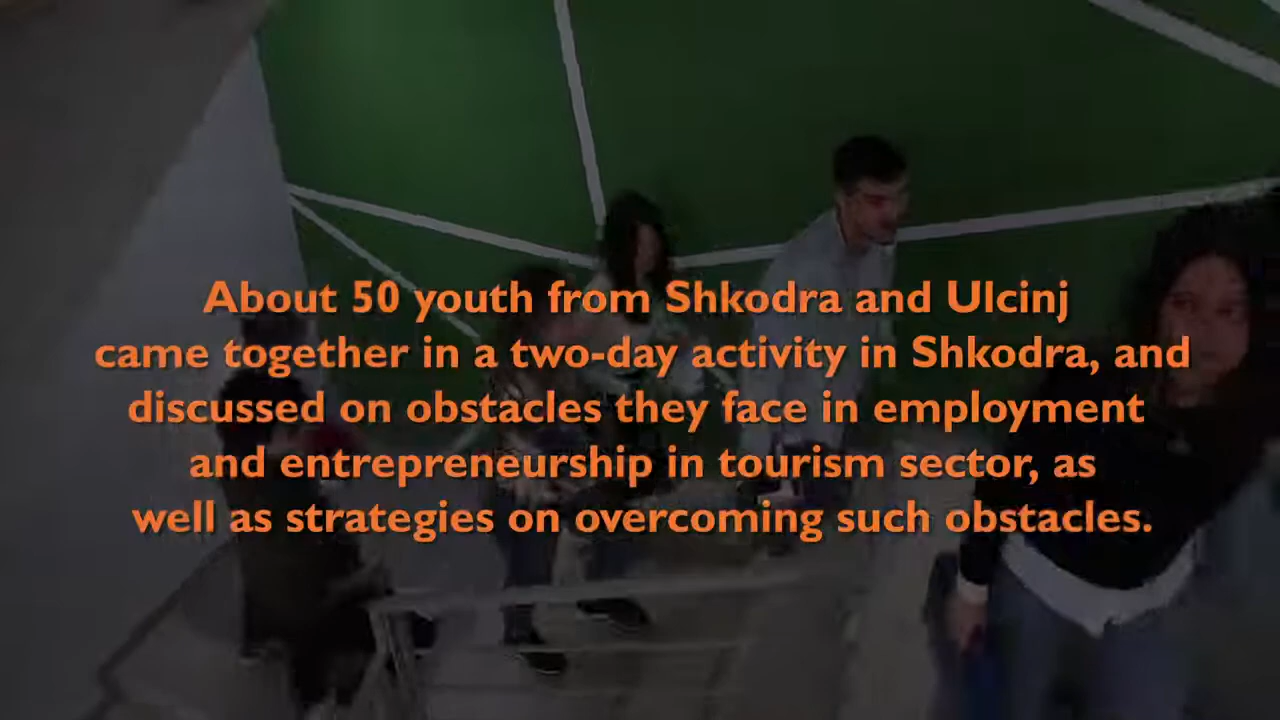 About 50 youth from Shkodra and Ulcinj
came together in a two-day activity in Shkodra, and
discussed on obstacles they face in employment
and entrepreneurship in tourism sector, as
well as strategies on overcoming such obstacles.